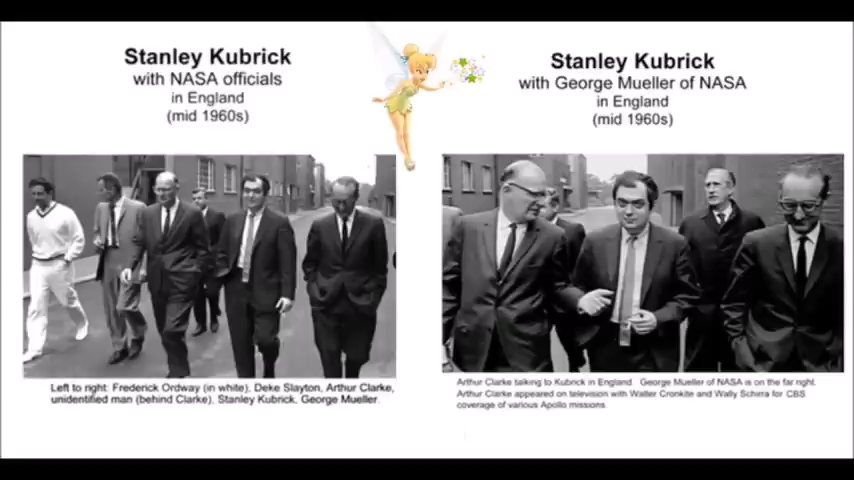 Stanley Kubrick
with NASA officials
in England
(mid 1960s)
Left to right: Frederick Ordway (in white), Deke Slayton, Arthur Clarke,
unidentified man (behind Clarke), Stanley Kubrick, George Mueller.
Stanley Kubrick
with George Mueller of NASA
in England
(mid 1960s)
Arthur Clarke talking to Kubrick in England. George Mueller of NASA is on the far right.
Arthur Clarke appeared on television with Walter Cronkite and Wally Schirra for CBS
coverage of various Apollo missions.